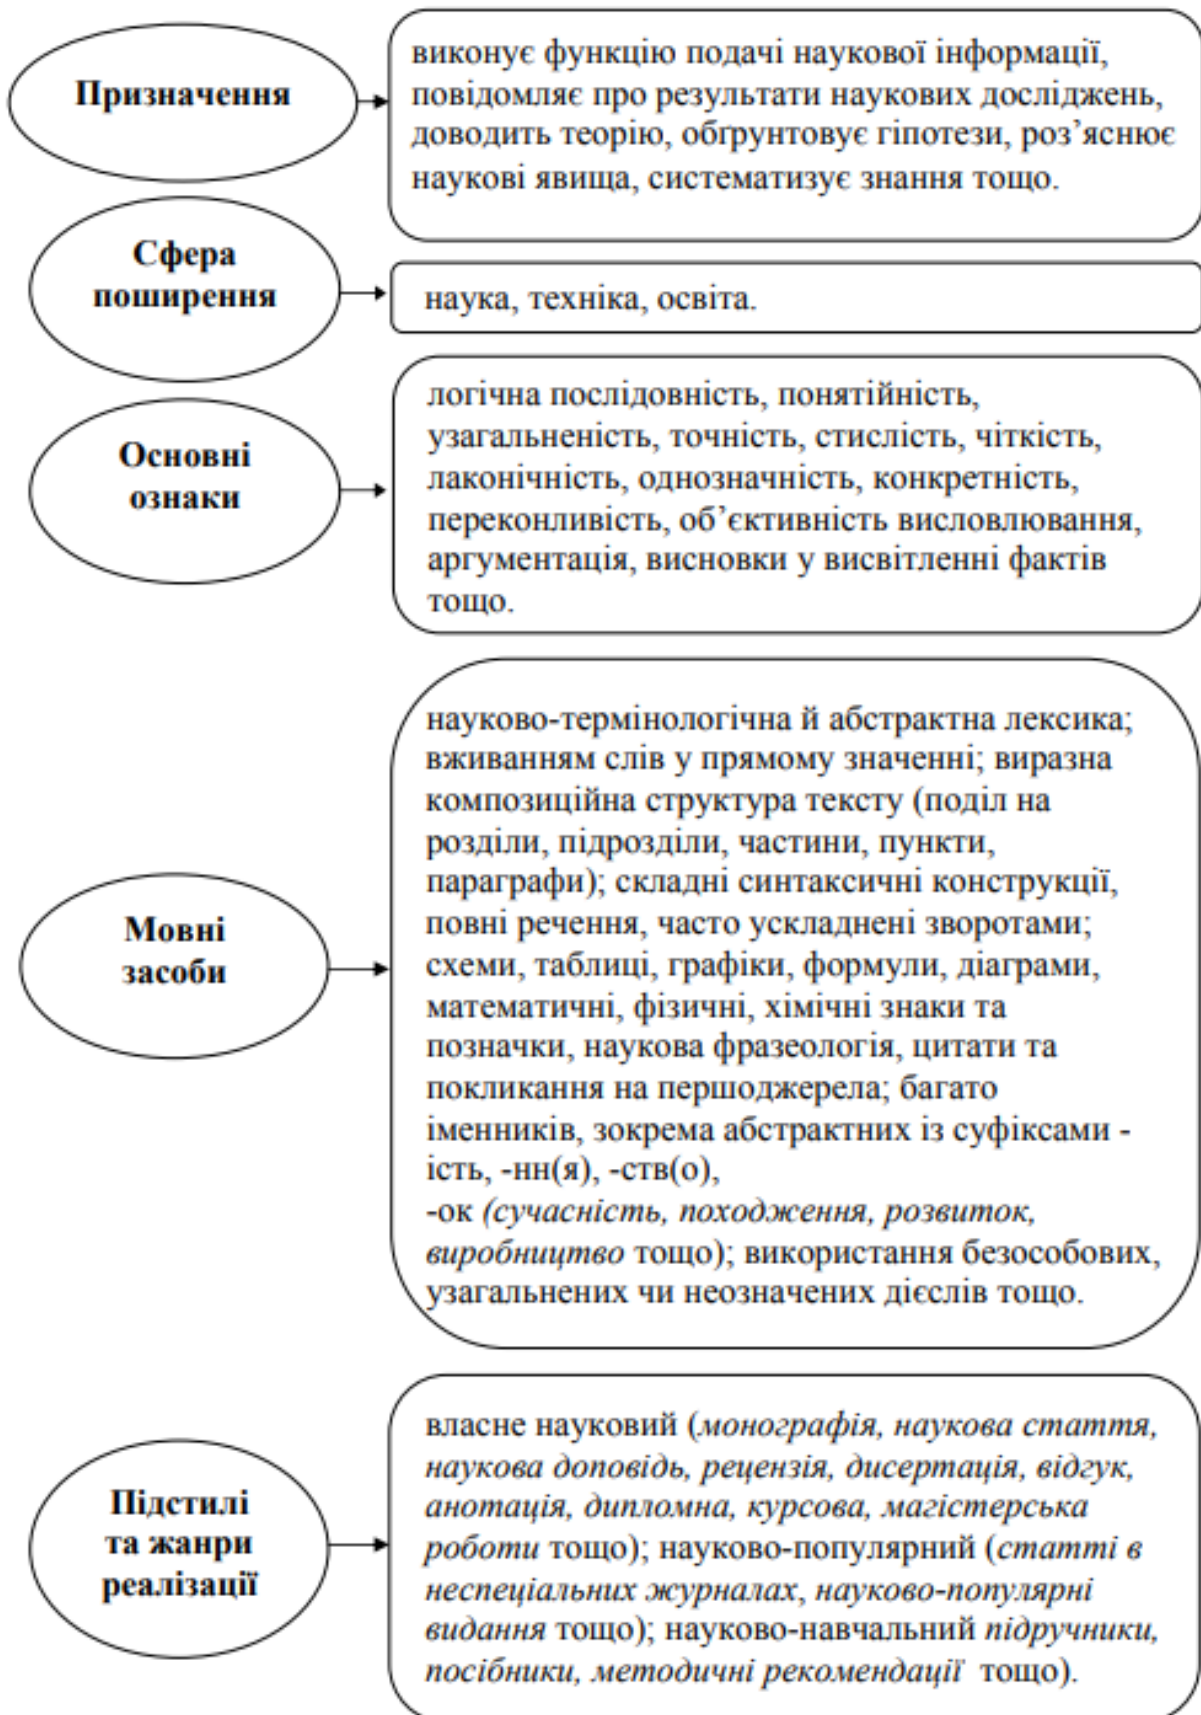 Призначення
виконує функцію подачі наукової інформації,
повідомляє про результати наукових досліджень,
доводить теорію, обґрунтовує гіпотези, роз’яснює
наукові явища, систематизує знання тощо.
Сфера
поширення
наука, техніка, освіта.
Основні
ознаки
логічна послідовність, понятійність,
узагальненість, точність, стислість, чіткість,
лаконічність, однозначність, конкретність,
переконливість, об’єктивність висловлювання,
аргументація, висновки у висвітленні фактів
тощо.
Мовні
засоби
науково-термінологічна й абстрактна лексика;
вживанням слів у прямому значенні; виразна
композиційна структура тексту (поділ на
розділи, підрозділи, частини, пункти,
параграфи); складні синтаксичні конструкції,
повні речення, часто ускладнені зворотами;
схеми, таблиці, графіки, формули, діаграми,
математичні, фізичні, хімічні знаки та
позначки, наукова фразеологія, цитати та
покликання на першоджерела; багато
іменників, зокрема абстрактних із суфіксами -
ість, -нн(я), -ств(о),
-ок (сучасність, походження, розвиток,
виробництво тощо); використання безособових,
узагальнених чи неозначених дієслів тощо.
Підстилі
та жанри
реалізації
власне науковий (монографія, наукова стаття,
наукова доповідь, рецензія, дисертація, відгук,
анотація, дипломна, курсова, магістерська
роботи тощо); науково-популярний (статті в
неспеціальних журналах, науково-популярні
видання тощо); науково-навчальний підручники,
посібники, методичні рекомендації тощо).